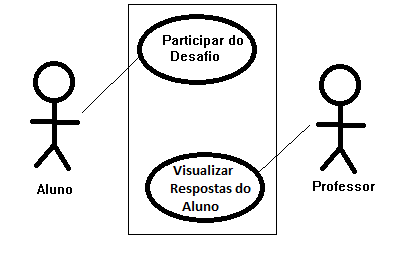 Participar do
Desafio
Aluno
Professor
Visualizar
Respostas do
Aluno